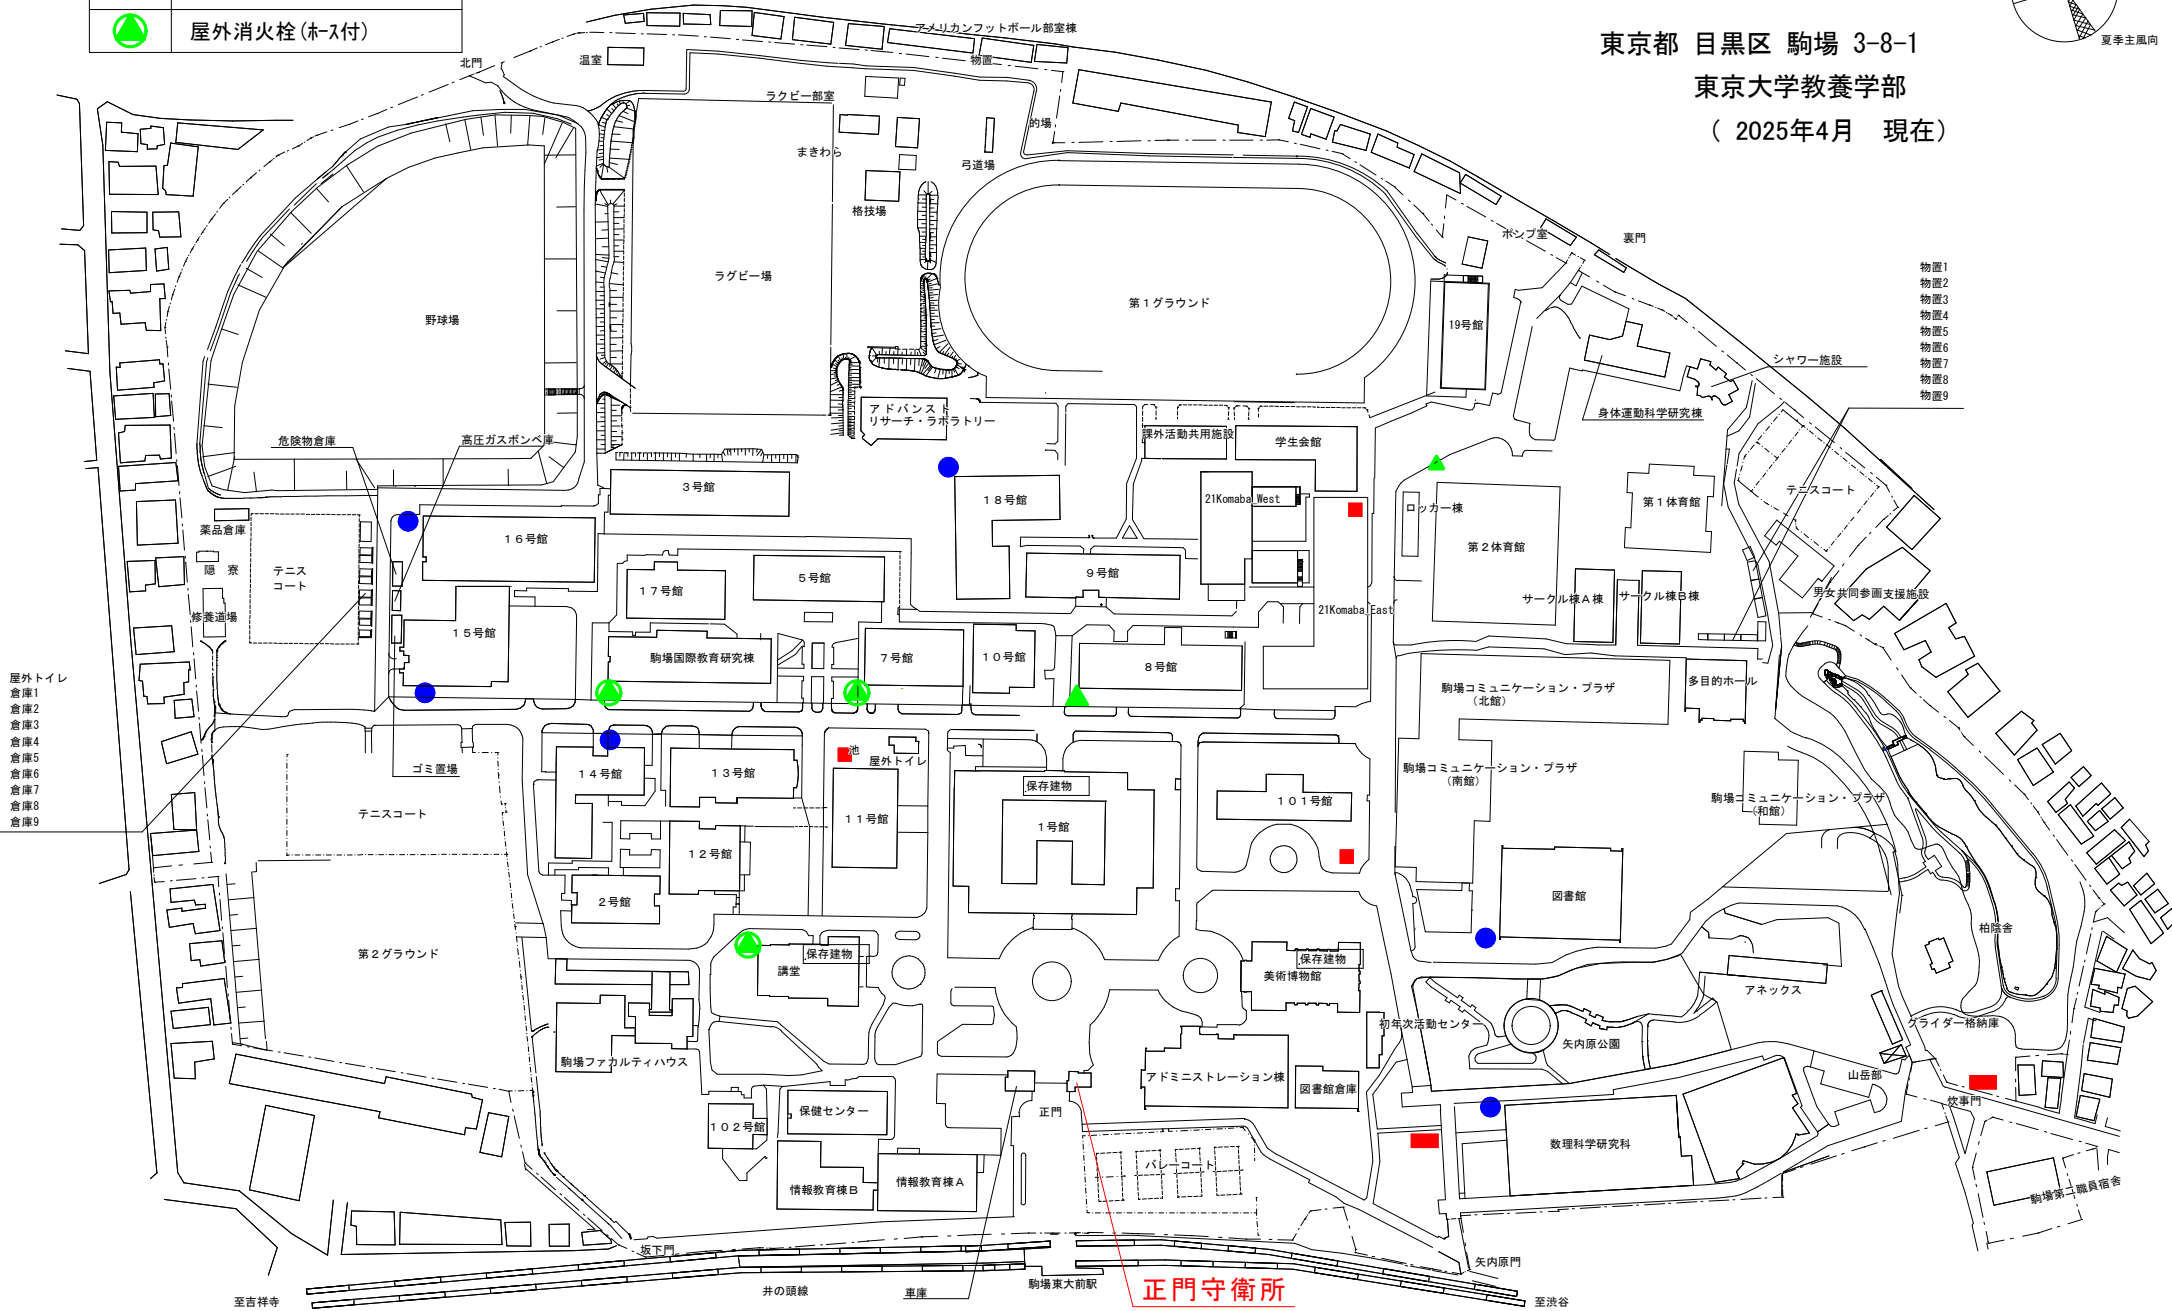 屋外消火栓(ホース付)
東京都 目黒区 駒場 3-8-1
東京大学教養学部
( 2025年4月 現在)
夏季主風向
アメリカンフットボール部室棟
北門
温室
物置
ラクビー部室
的場
まきわら
弓道場
格技場
ポンプ室
裏門
ラグビー場
第1グラウンド
野球場
19号館
物置1
物置2
物置3
物置4
物置5
物置6
物置7
物置8
物置9
シャワー施設
身体運動科学研究棟
アドバンスト
リサーチ・ラボラトリー
課外活動共用施設
学生会館
危険物倉庫
高圧ガスボンベ庫
3号館
18号館
21Komaba West
ロッカー棟
第1体育館
テニスコート
薬品倉庫
16号館
第2体育館
隠 寮
テニス
コート
17号館
5号館
9号館
21Komaba East
サークル棟A棟
サークル棟B棟
男女共同参画支援施設
修養道場
15号館
駒場国際教育研究棟
7号館
10号館
8号館
駒場コミュニケーション・プラザ
(北館)
多目的ホール
屋外トイレ
倉庫1
倉庫2
倉庫3
倉庫4
倉庫5
倉庫6
倉庫7
倉庫8
倉庫9
ゴミ置場
14号館
13号館
池
屋外トイレ
保存建物
101号館
駒場コミュニケーション・プラザ
(南館)
駒場コミュニケーション・プラザ
(和館)
テニスコート
11号館
1号館
12号館
2号館
図書館
第2グラウンド
講堂
保存建物
保存建物
美術博物館
柏陰舎
アネックス
初年次活動センター
矢内原公園
グライダー格納庫
駒場ファカルティハウス
アドミニストレーション棟
図書館倉庫
山岳部
炊事門
102号館
保健センター
正門
数理科学研究科
バレーコート
情報教育棟B
情報教育棟A
駒場第二職員宿舎
坂下門
矢内原門
井の頭線
車庫
駒場東大前駅
正門守衛所
至吉祥寺
至渋谷